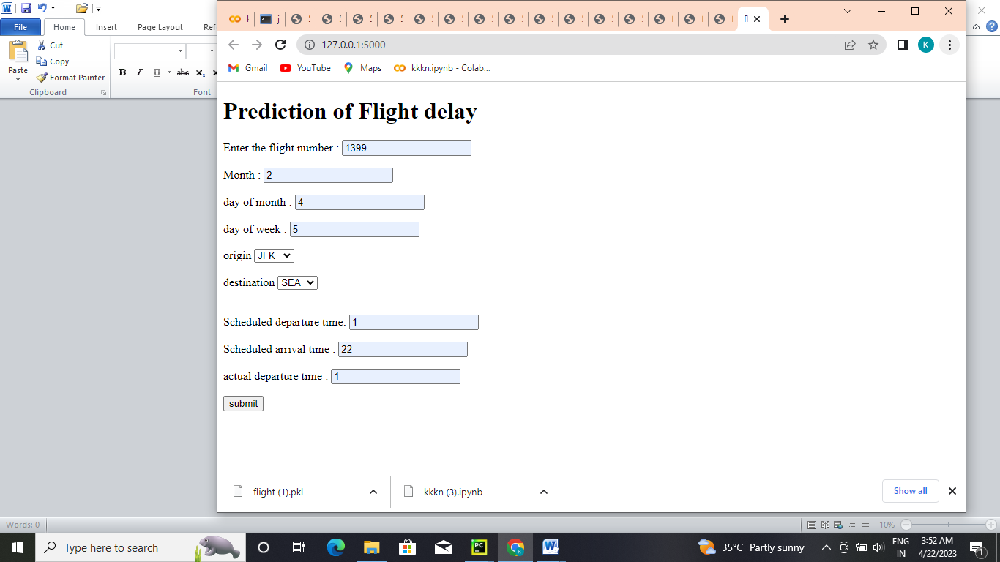 File Home Insert Page Layout Ref
Paste
Cut
Copy
Format Painter
Clipboard
B I U abc x₂ x
Font
fl
127.0.0.1:5000
K
Gmail YouTube Maps kkkn.ipynb - Colab...
Prediction of Flight delay
Enter the flight number : 1399
Month : 2
day of month : 4
day of week : 5
origin JFK
destination SEA
Scheduled departure time: 1
Scheduled arrival time : 22
actual departure time : 1
submit
flight (1).pkl kkkn (3).ipynb Show all
Words: 0 10%
Type here to search
PC
W
35°C Partly sunny
ENG
IN
3:52 AM
4/22/2023
1